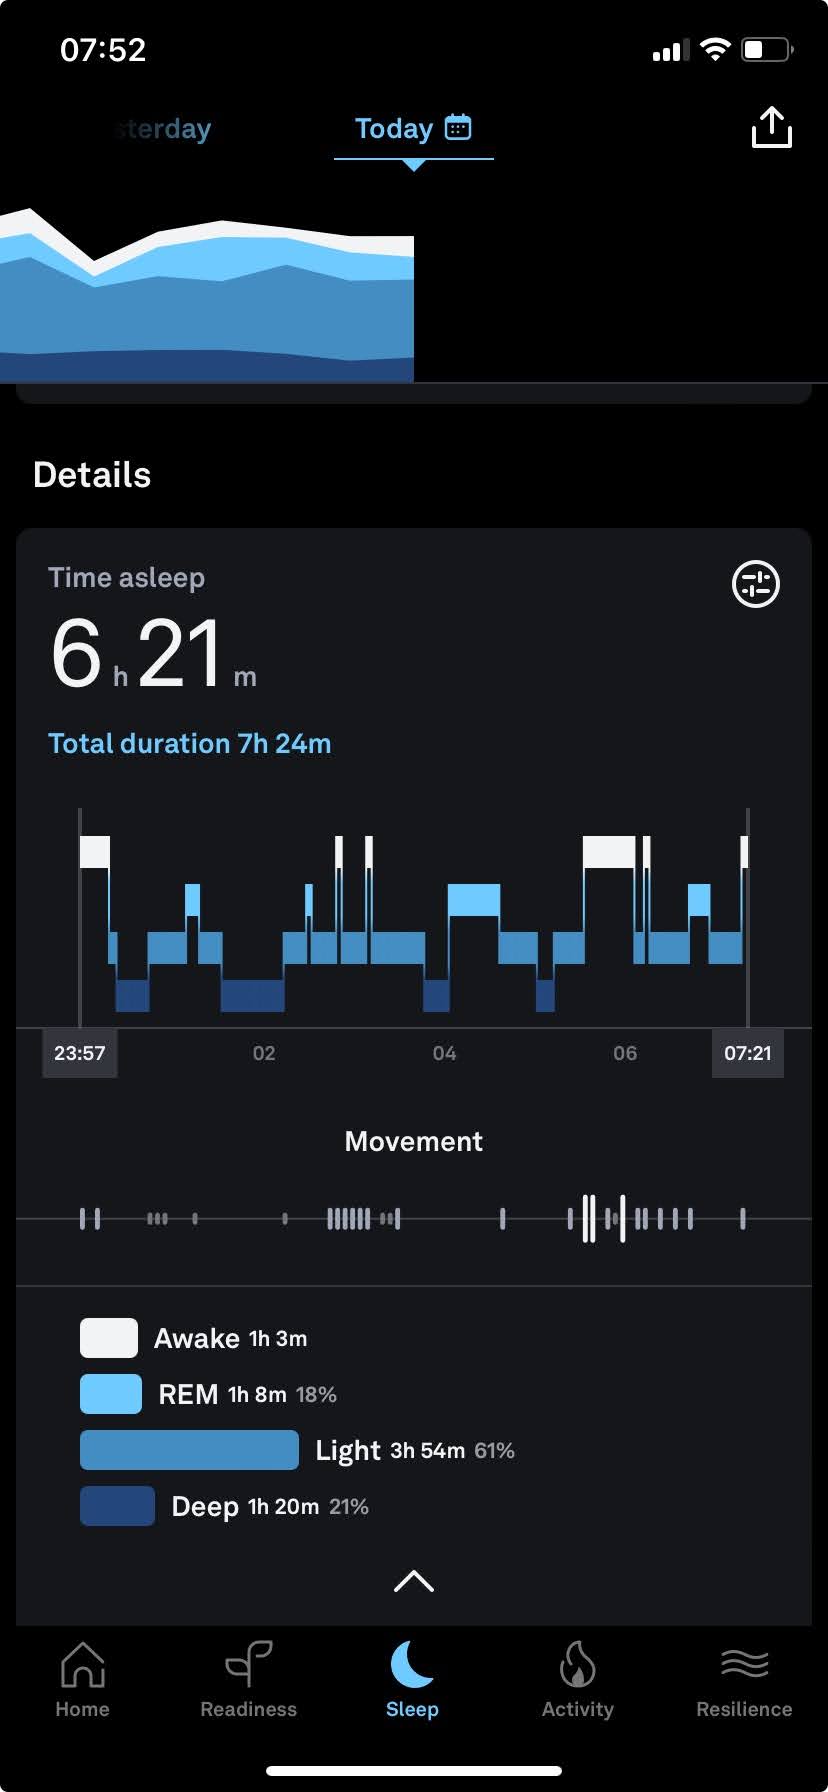 07:52
sterday
Today
Details
Time asleep
6 h 21 m
Total duration 7h 24m
23:57 02 04 06 07:21
Movement
Awake 1h 3m
REM 1h 8m 18%
Light 3h 54m 61%
Deep 1h 20m 21%
Home Readiness Sleep Activity Resilience